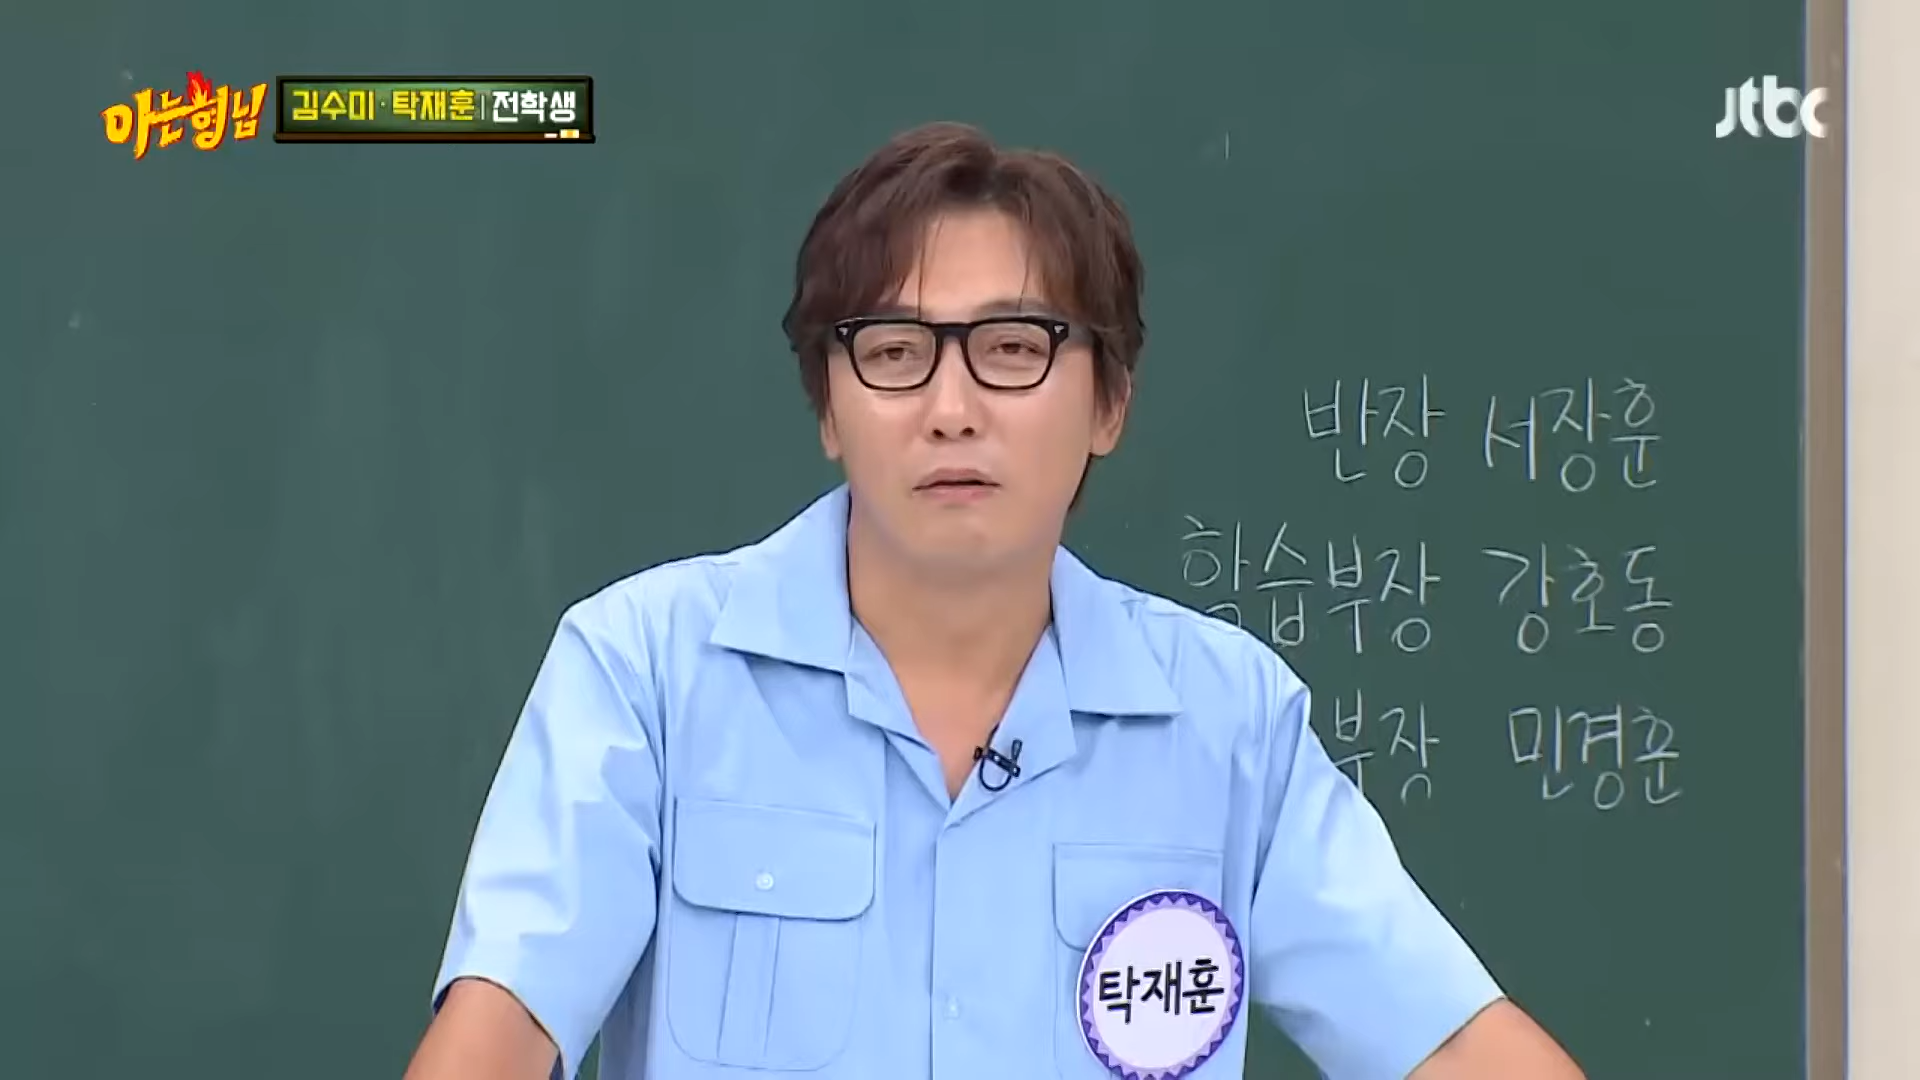 아는형님
김수미·탁재훈|전학생
jtbc
반장 서장훈
학습부장 강호동
부장 민경훈
탁재훈